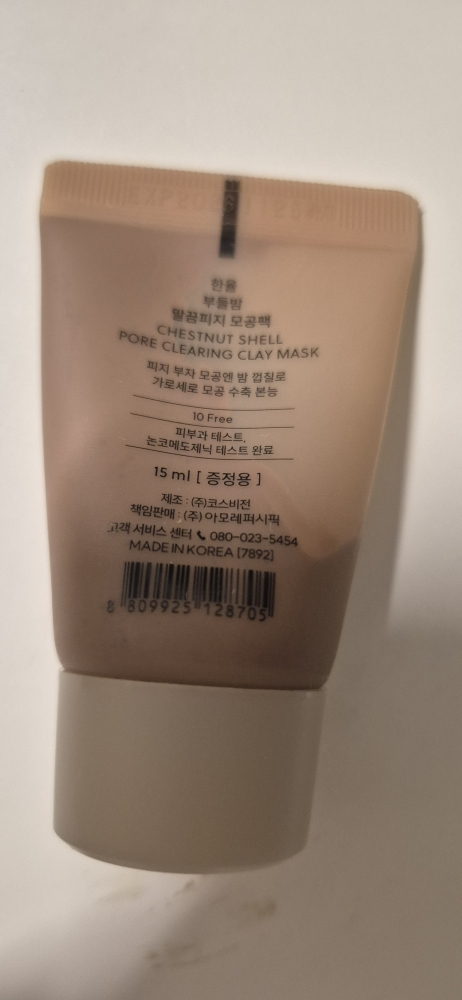 한율
부들밤
말끔피지 모공팩
CHESTNUT SHELL
PORE CLEARING CLAY MASK
피지 부자 모공엔 밤 껍질로
가로세로 모공 수축 본능
10 Free
피부과 테스트,
논코메도제닉 테스트 완료
15 ml [ 증정용 ]
제조 : (주)코스비전
책임판매 : (주)아모레퍼시픽
고객 서비스 센터 080-023-5454
MADE IN KOREA [7892]
8 809925 128705